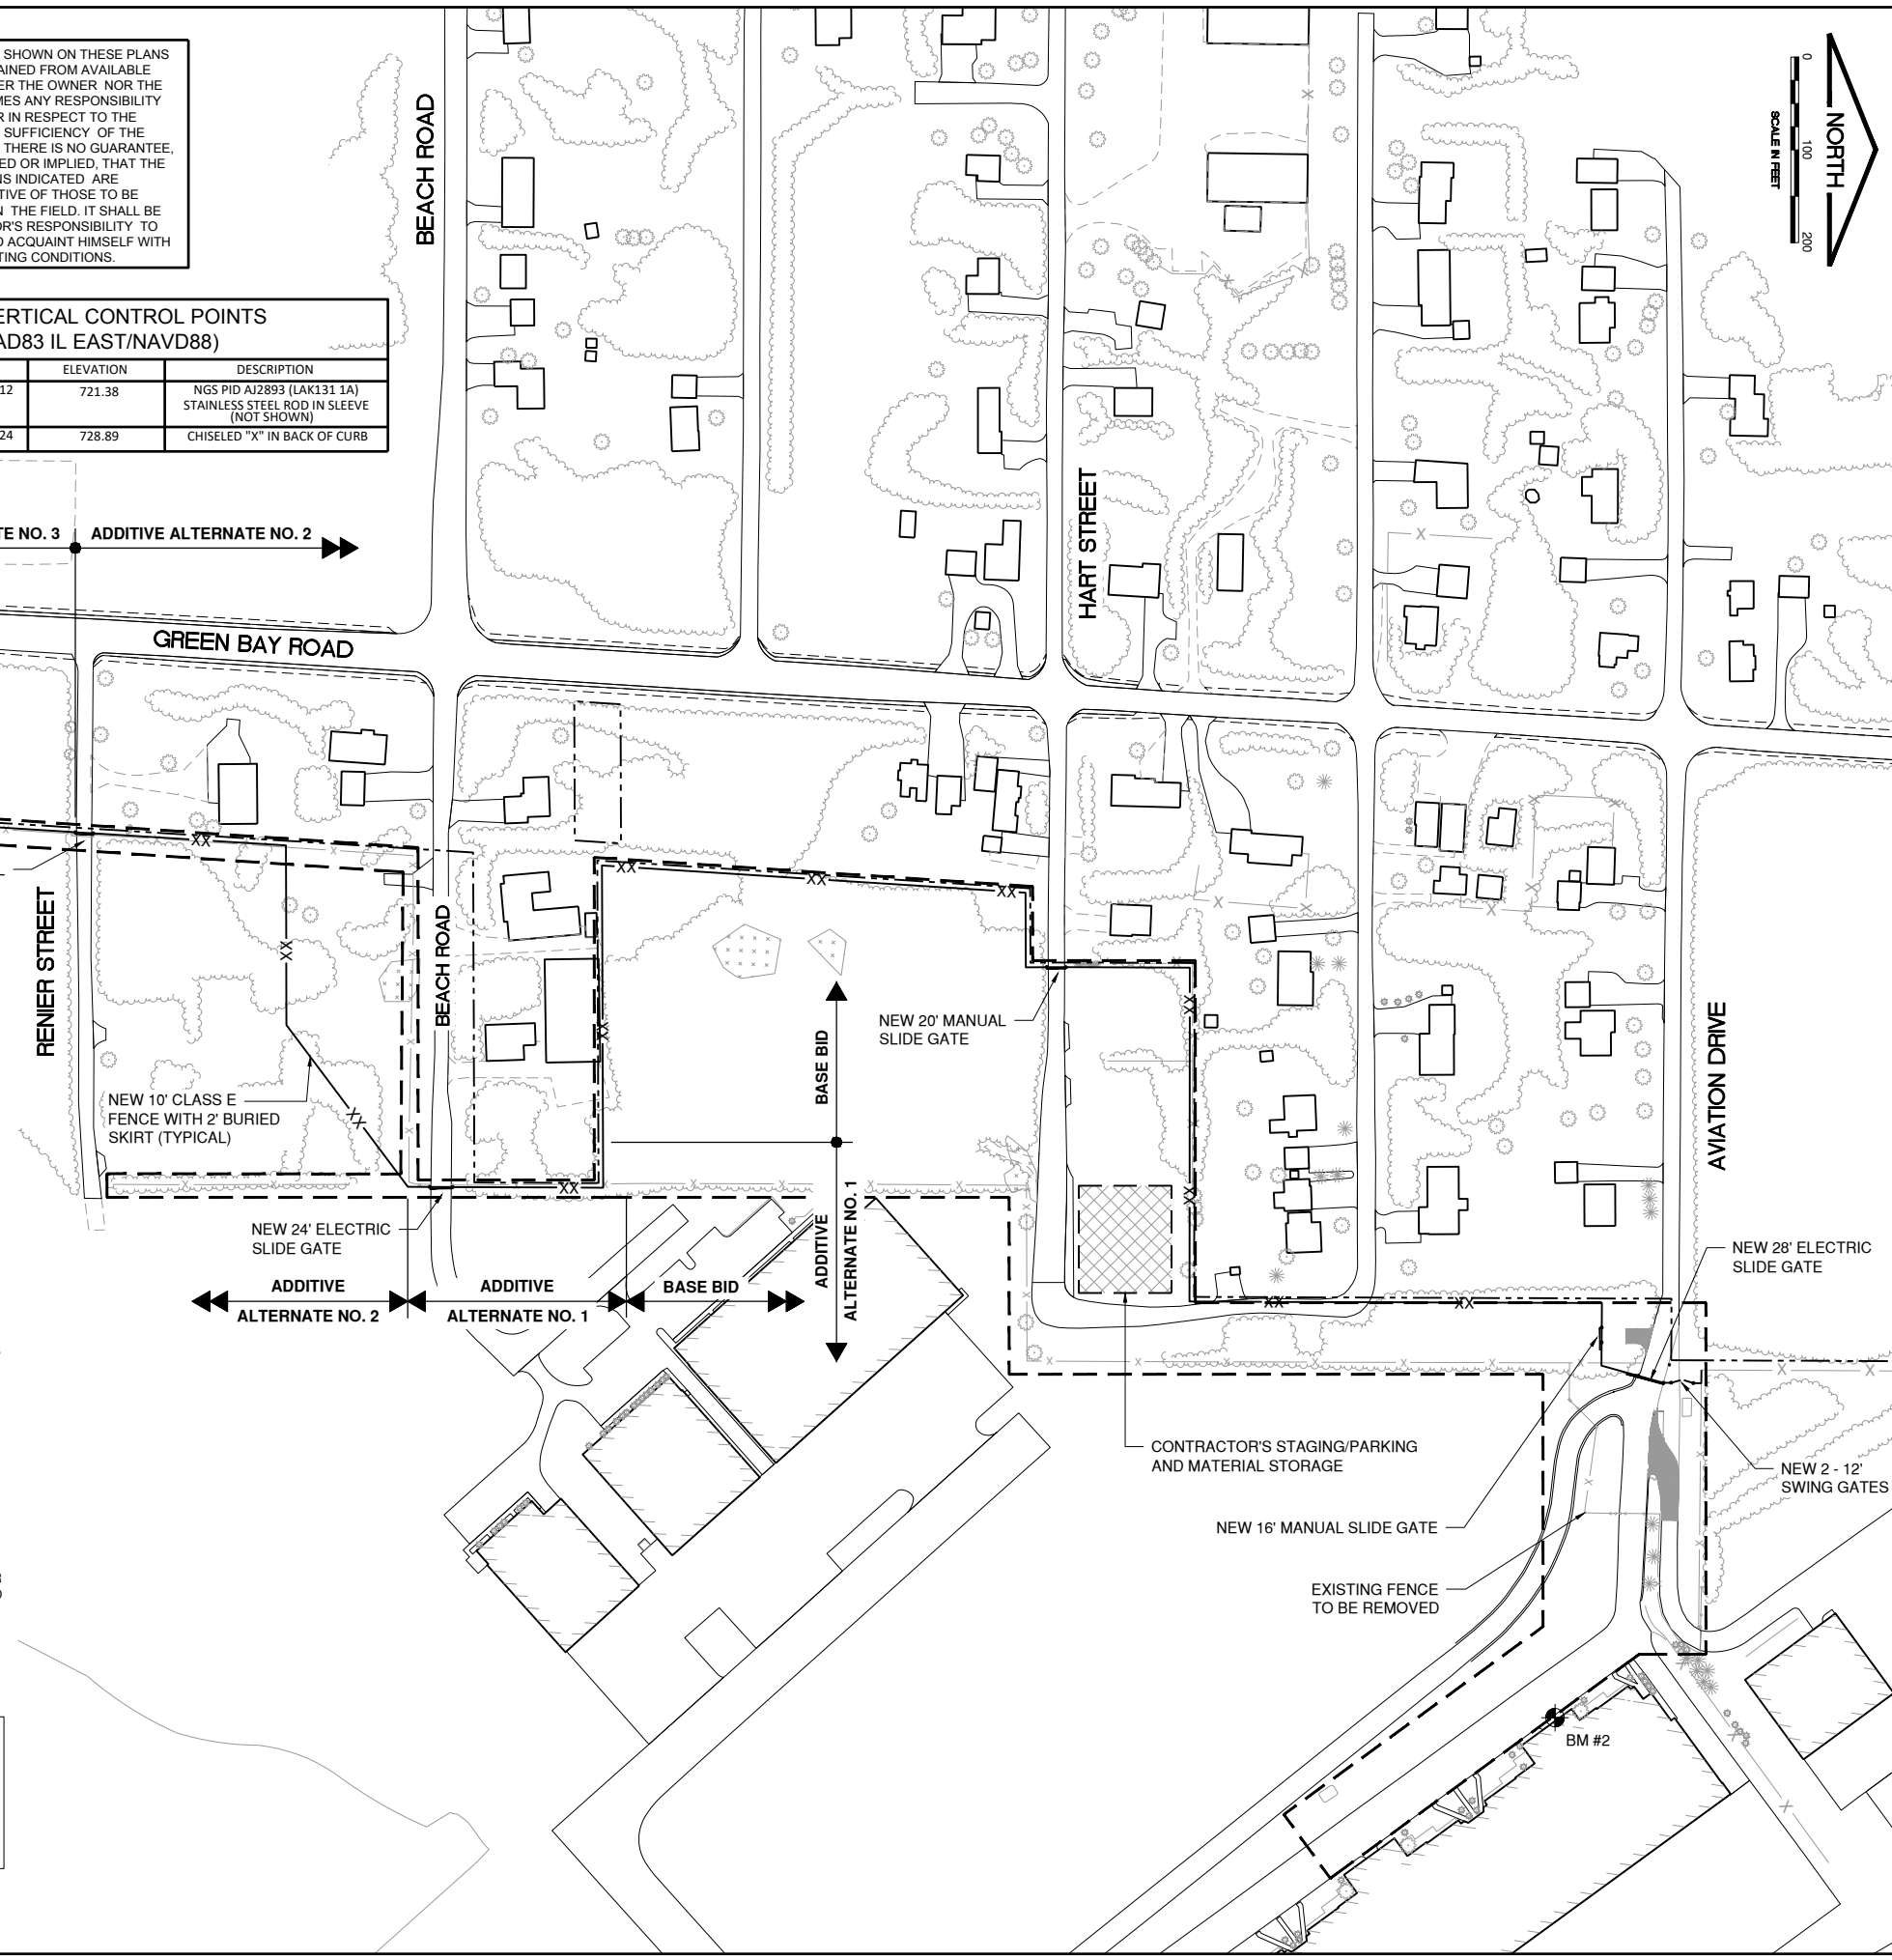 SHOWN ON THESE PLANS
AINED FROM AVAILABLE
ER THE OWNER NOR THE
MES ANY RESPONSIBILITY
R IN RESPECT TO THE
SUFFICIENCY OF THE
THERE IS NO GUARANTEE,
ED OR IMPLIED, THAT THE
NS INDICATED ARE
TIVE OF THOSE TO BE
N THE FIELD. IT SHALL BE
OR'S RESPONSIBILITY TO
O ACQUAINT HIMSELF WITH
TING CONDITIONS.
ERTICAL CONTROL POINTS
AD83 IL EAST/NAVD88)
ELEVATION DESCRIPTION
12 721.38 NGS PID AJ2893 (LAK131 1A)
STAINLESS STEEL ROD IN SLEEVE
(NOT SHOWN)
24 728.89 CHISELED "X" IN BACK OF CURB
BEACH ROAD
NORTH
0 100 200
SCALE IN FEET
HART STREET
TE NO. 3 ADDITIVE ALTERNATE NO. 2
GREEN BAY ROAD
RENIER STREET
BEACH ROAD
AVIATION DRIVE
NEW 20' MANUAL
SLIDE GATE
BASE BID
ADDITIVE
ALTERNATE NO. 1
NEW 10' CLASS E
FENCE WITH 2' BURIED
SKIRT (TYPICAL)
NEW 24' ELECTRIC
SLIDE GATE
ADDITIVE
ALTERNATE NO. 2
ADDITIVE
ALTERNATE NO. 1
BASE BID
NEW 28' ELECTRIC
SLIDE GATE
CONTRACTOR'S STAGING/PARKING
AND MATERIAL STORAGE
NEW 2 - 12'
SWING GATES
NEW 16' MANUAL SLIDE GATE
EXISTING FENCE
TO BE REMOVED
BM #2